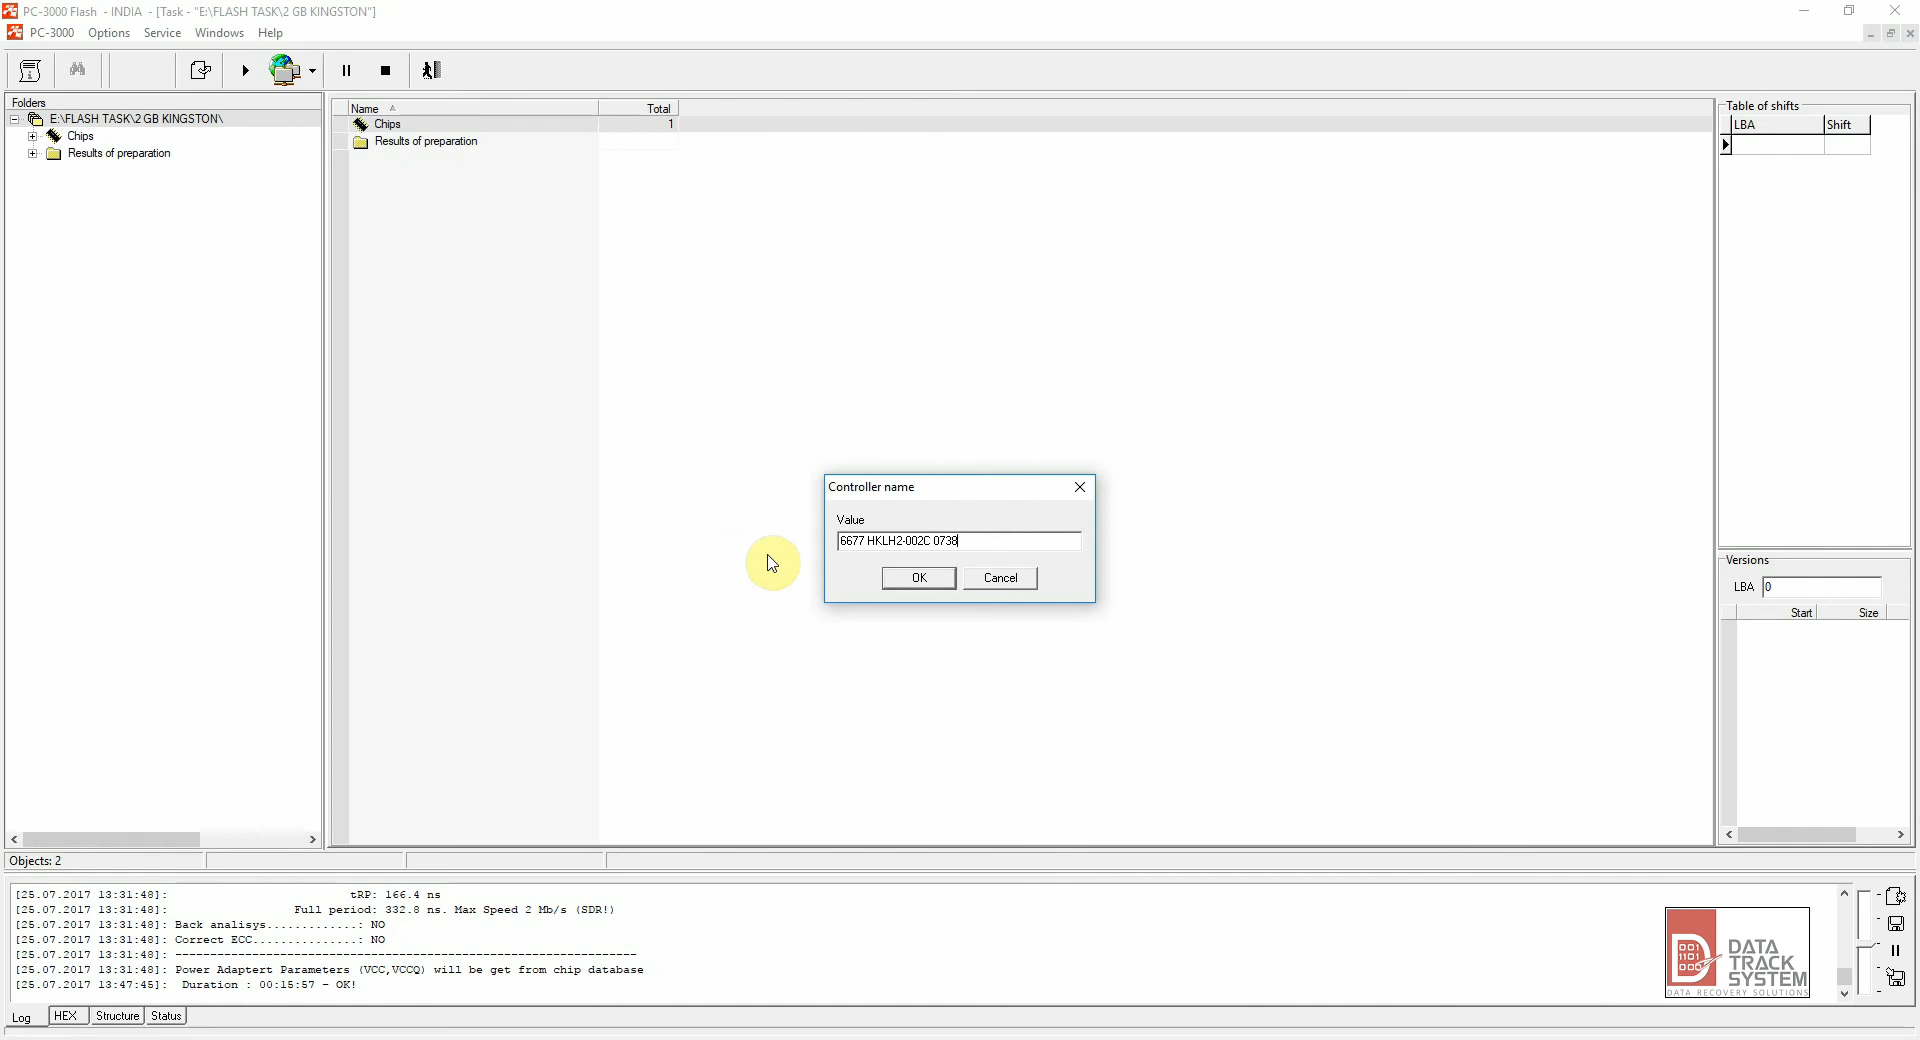 PC-3000 Flash - INDIA - [Task - "E:\FLASH TASK\2 GB KINGSTON"]
PC-3000 Options Service Windows Help
Folders
E:\FLASH TASK\2 GB KINGSTON\
Chips
Results of preparation
Name Total
Chips 1
Results of preparation
Table of shifts
LBA Shift
Controller name
Value
6677 HKLH2-002C 0738
OK Cancel
Versions
LBA 0
Start Size
Objects: 2
[25.07.2017 13:31:48]: tRP: 166.4 ns
[25.07.2017 13:31:48]: Full period: 332.8 ns. Max Speed 2 Mb/s (SDR!)
[25.07.2017 13:31:48]: Back analisys.............: NO
[25.07.2017 13:31:48]: Correct ECC..............: NO
[25.07.2017 13:31:48]: ------------------------------------------------------------------
[25.07.2017 13:31:48]: Power Adaptert Parameters (VCC,VCCQ) will be get from chip database
[25.07.2017 13:47:45]: Duration : 00:15:57 - OK!
DATA
TRACK
SYSTEM
DATA RECOVERY SOLUTIONS
Log HEX Structure Status